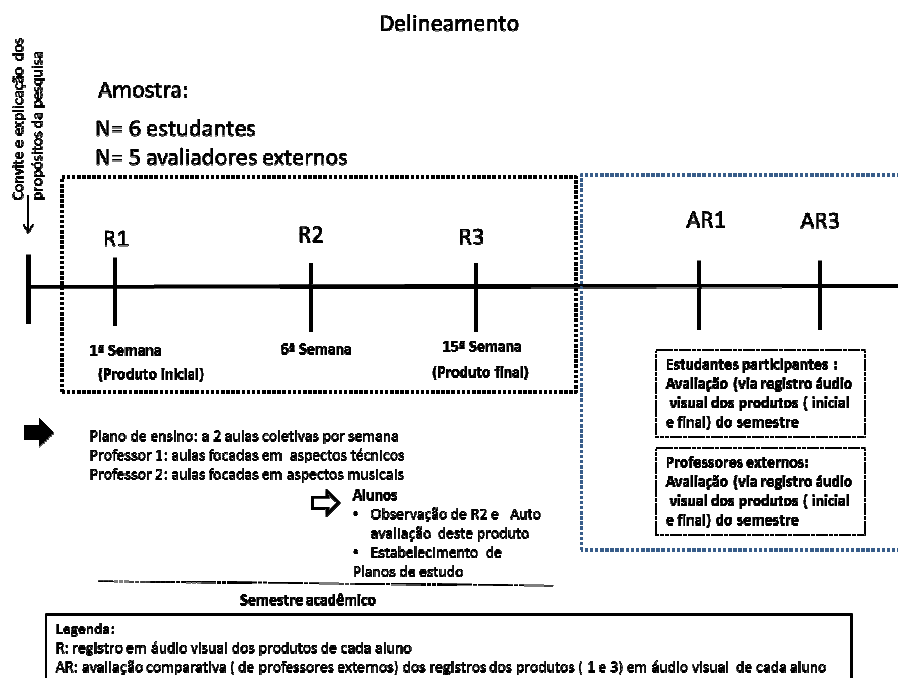 Delineamento
Convite e explicação dos
propósitos da pesquisa
Amostra:
N= 6 estudantes
N= 5 avaliadores externos
R1
R2
R3
AR1
AR3
1ª Semana
(Produto inicial)
6ª Semana
15ª Semana
(Produto final)
Estudantes participantes :
Avaliação (via registro áudio
visual dos produtos ( inicial
e final) do semestre
Professores externos:
Avaliação (via registro áudio
visual dos produtos ( inicial
e final) do semestre
Plano de ensino: a 2 aulas coletivas por semana
Professor 1: aulas focadas em aspectos técnicos
Professor 2: aulas focadas em aspectos musicais
Alunos
• Observação de R2 e Auto
avaliação deste produto
• Estabelecimento de
Planos de estudo
Semestre acadêmico
Legenda:
R: registro em áudio visual dos produtos de cada aluno
AR: avaliação comparativa ( de professores externos) dos registros dos produtos ( 1 e 3) em áudio visual de cada aluno